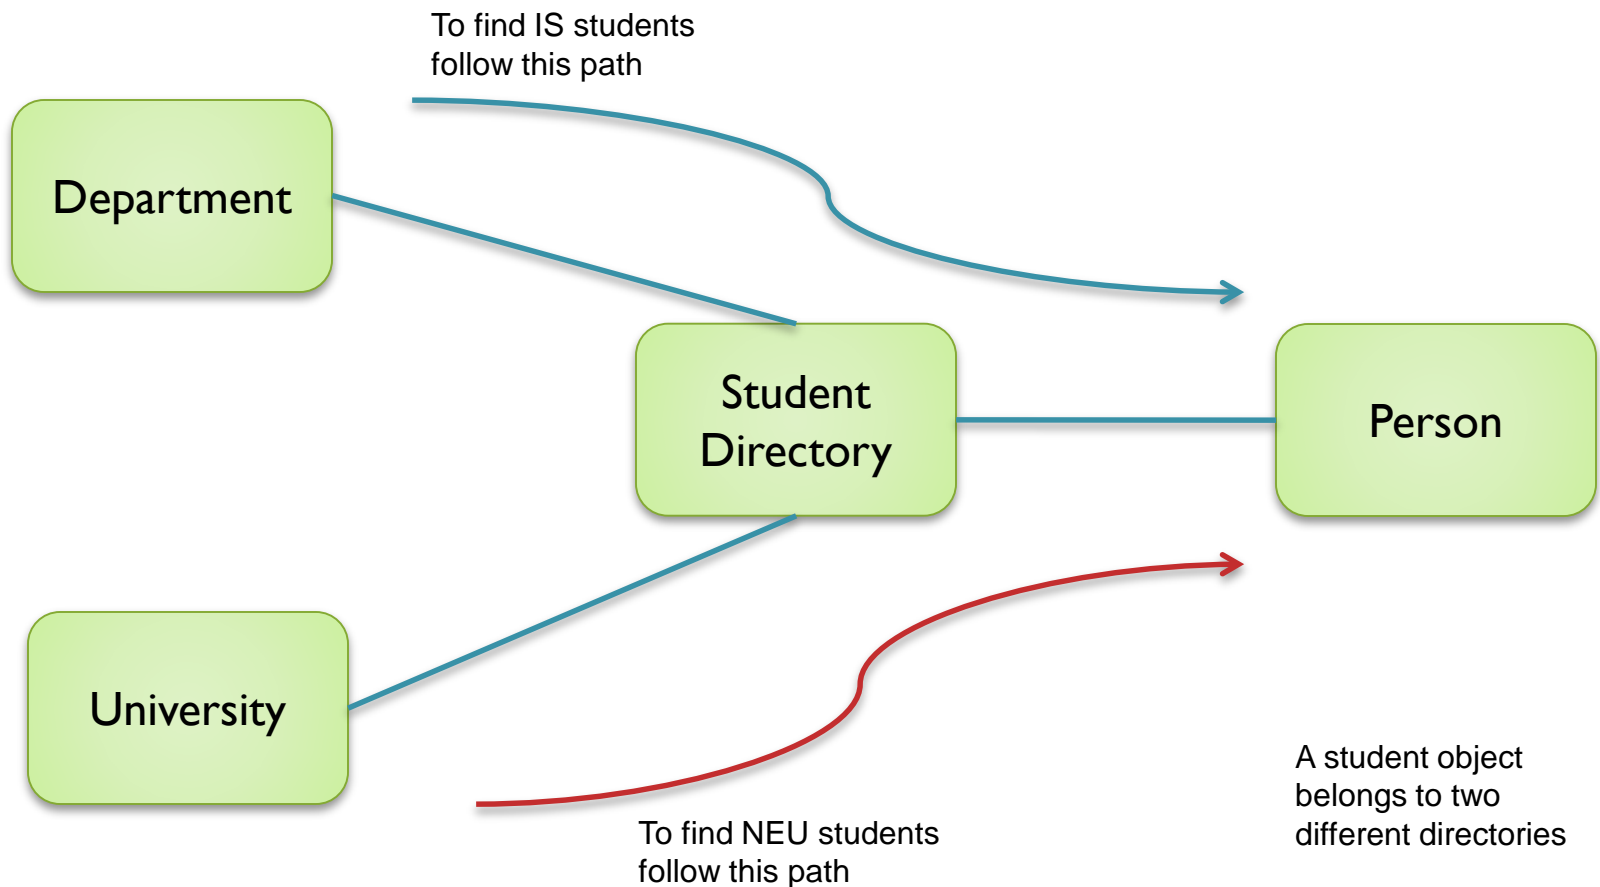 To find IS students
follow this path
Department
Student
Directory
Person
University
A student object
belongs to two
different directories
To find NEU students
follow this path